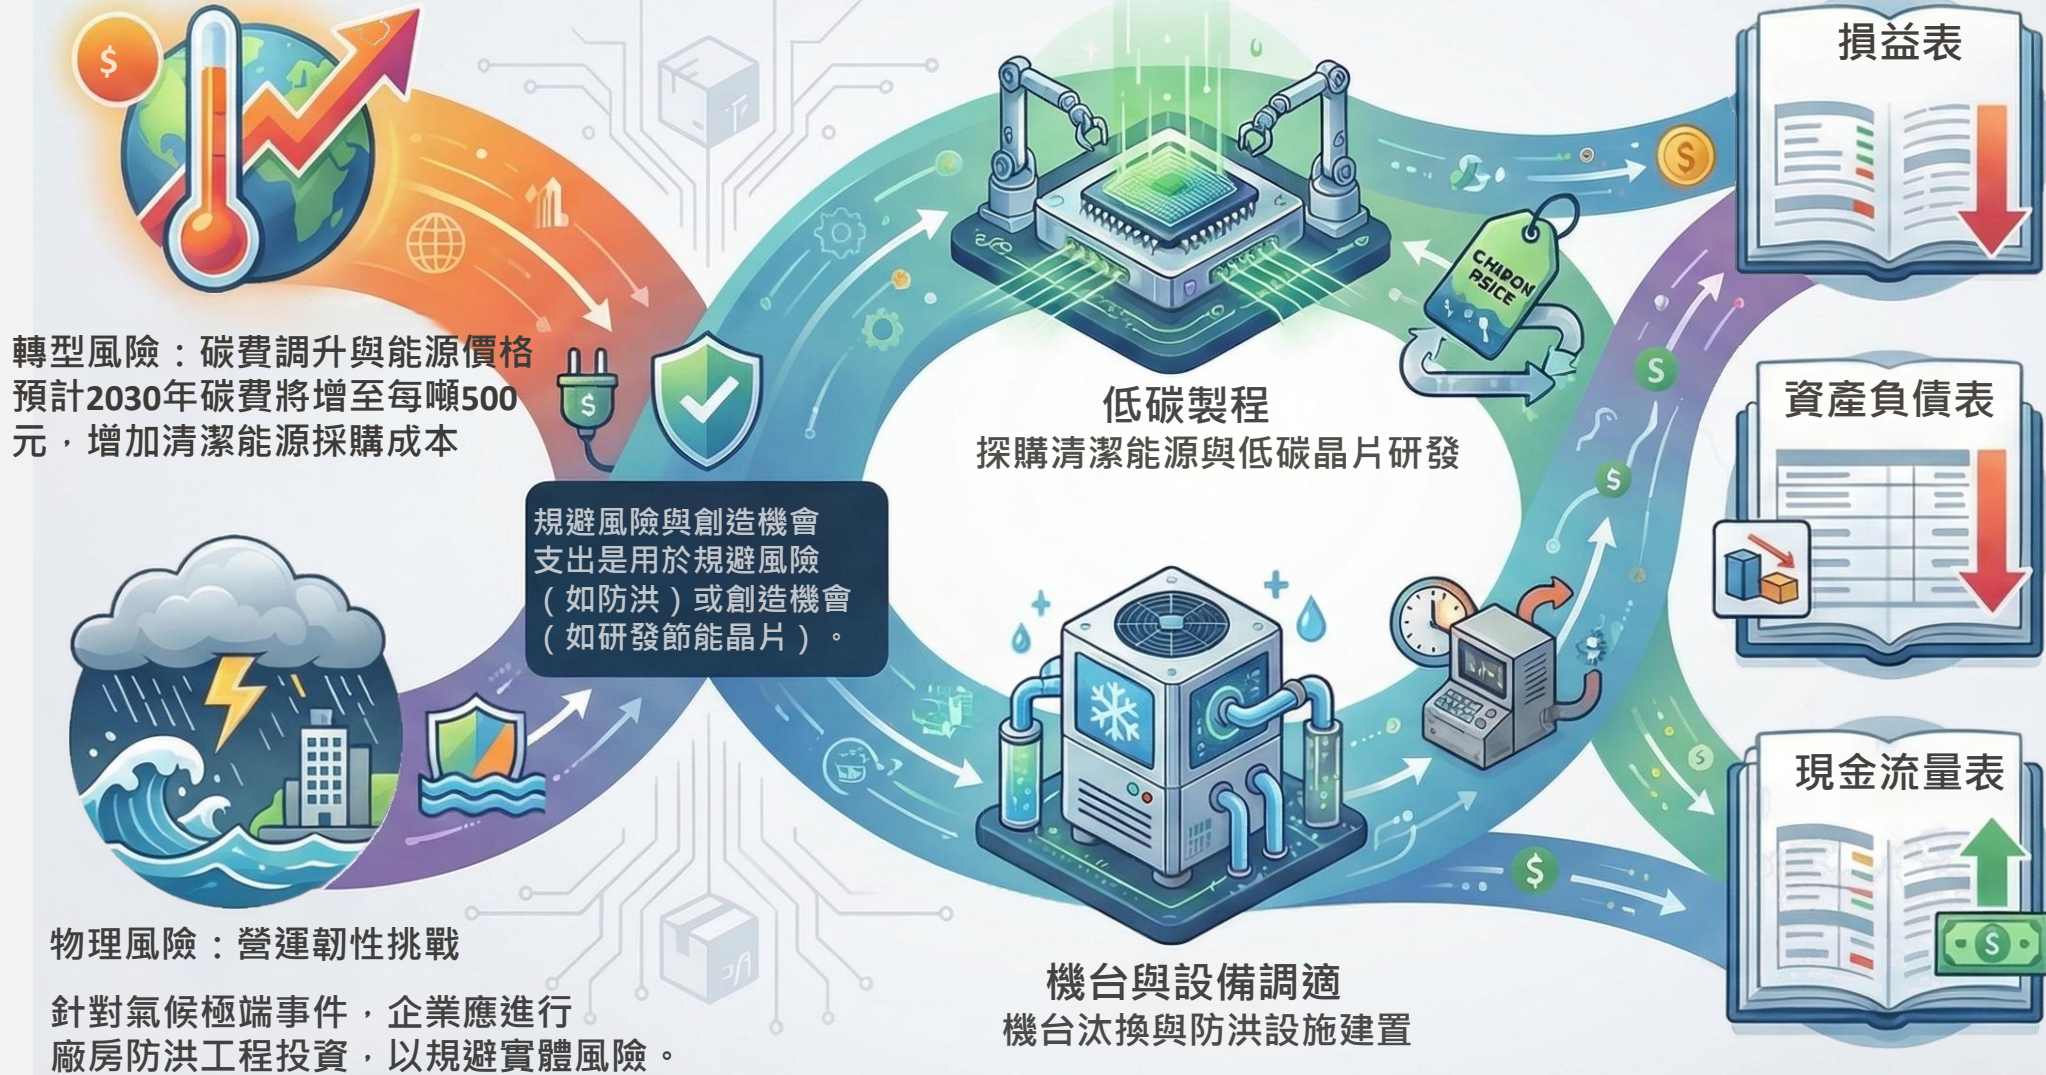 轉型風險：碳費調升與能源價格
預計2030年碳費將增至每噸500
元，增加清潔能源採購成本
物理風險：營運韌性挑戰
針對氣候極端事件，企業應進行
廠房防洪工程投資，以規避實體風險。
規避風險與創造機會
支出是用於規避風險
（如防洪）或創造機會
（如研發節能晶片）。
低碳製程
探購清潔能源與低碳晶片研發
CHIPON
PSICE
機台與設備調適
機台汰換與防洪設施建置
損益表
資產負債表
現金流量表